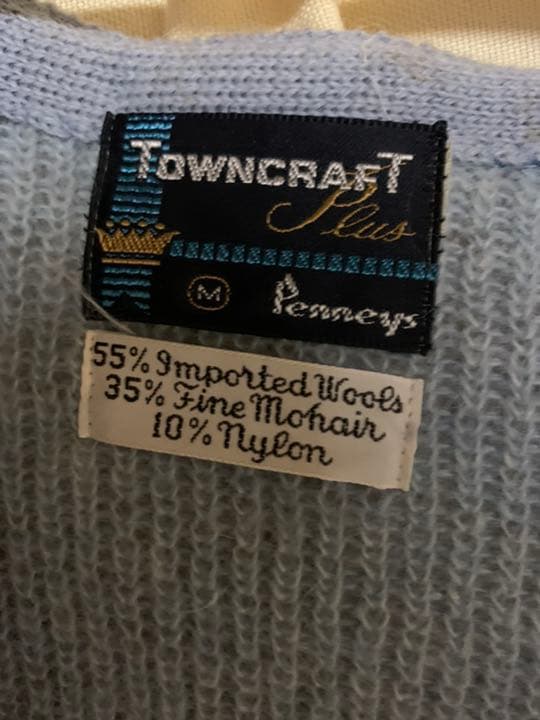 TOWNCRAFT
Plus
M Penneys
55% Imported Wools
35% Fine Mohair
10% Nylon